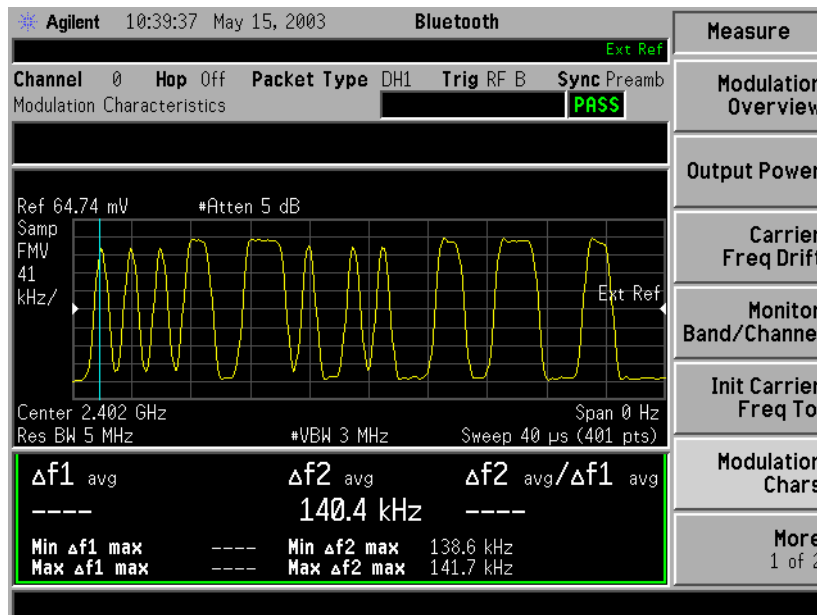 Agilent 10:39:37 May 15, 2003 Bluetooth
Ext Ref
Channel 0 Hop Off Packet Type DH1 Trig RF B Sync Preamb
Modulation Characteristics PASS
Ref 64.74 mV #Atten 5 dB
Samp
FMV
41
kHz/
Ext Ref
Center 2.402 GHz Span 0 Hz
Res BW 5 MHz #VBW 3 MHz Sweep 40 µs (401 pts)
Δf1 avg Δf2 avg Δf2 avg/Δf1 avg
---- 140.4 kHz ----
Min Δf1 max ---- Min Δf2 max 138.6 kHz
Max Δf1 max ---- Max Δf2 max 141.7 kHz
Measure
Modulation
Overview
Output Power
Carrier
Freq Drift
Monitor
Band/Channe
Init Carrier
Freq To
Modulation
Chars
More
1 of 2